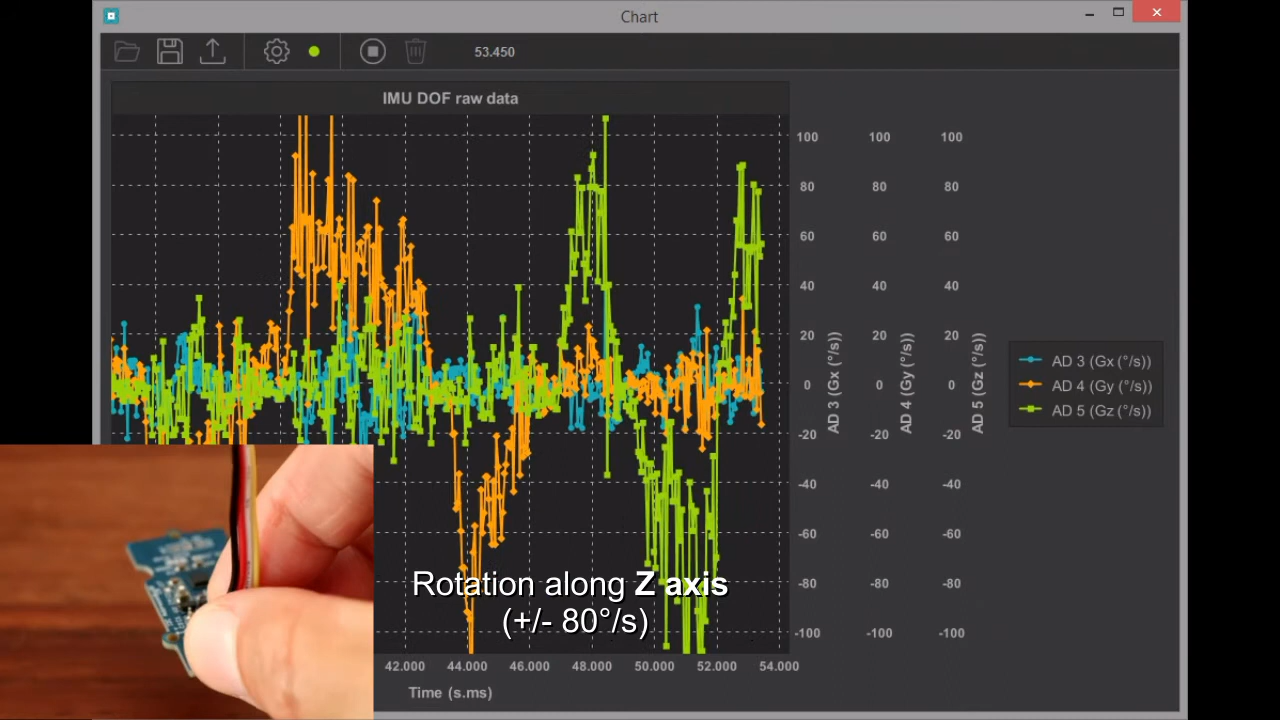 Chart
53.450
IMU DOF raw data
100 100 100
80 80 80
60 60 60
40 40 40
20 20 20
0 0 0
-20 -20 -20
-40 -40 -40
-60 -60 -60
-80 -80 -80
-100 -100 -100
AD 3 (Gx (°/s))
AD 4 (Gy (°/s))
AD 5 (Gz (°/s))
AD 3 (Gx (°/s))
AD 4 (Gy (°/s))
AD 5 (Gz (°/s))
Rotation along Z axis
(+/- 80°/s)
42.000 44.000 46.000 48.000 50.000 52.000 54.000
Time (s.ms)